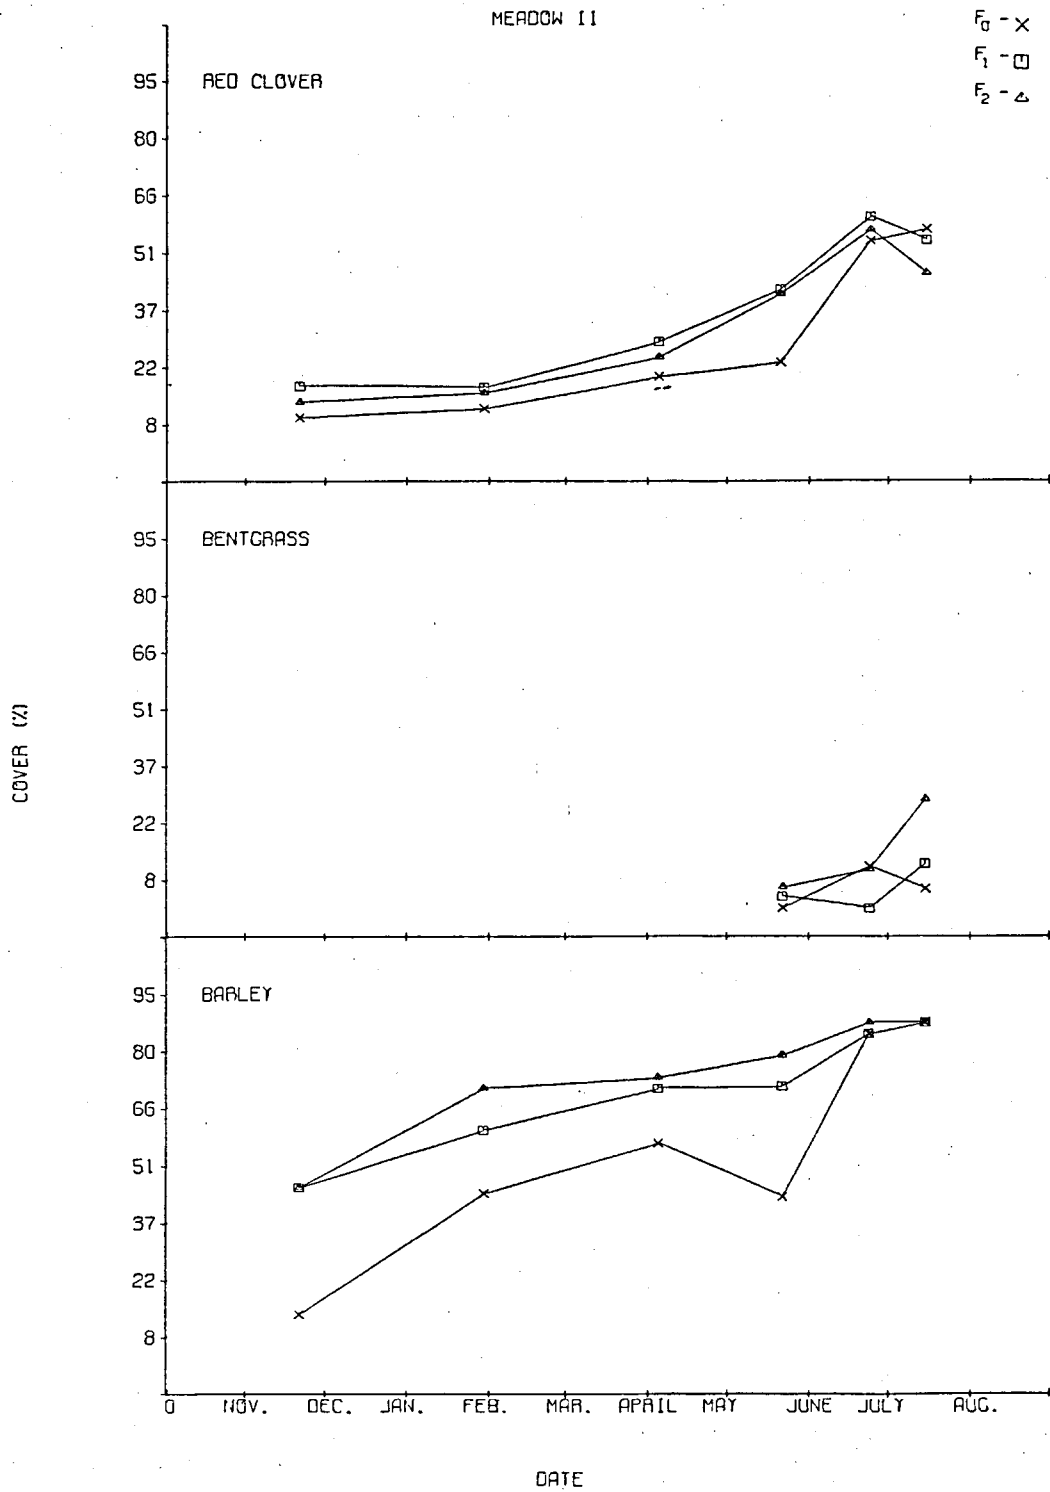 MEADOW II
F0 - ×
F1 - □
F2 - △
RED CLOVER
95
80
66
51
37
22
8
BENTGRASS
95
80
66
51
37
22
8
COVER (%)
BARLEY
95
80
66
51
37
22
8
0 NOV. DEC. JAN. FEB. MAR. APRIL MAY JUNE JULY AUG.
DATE